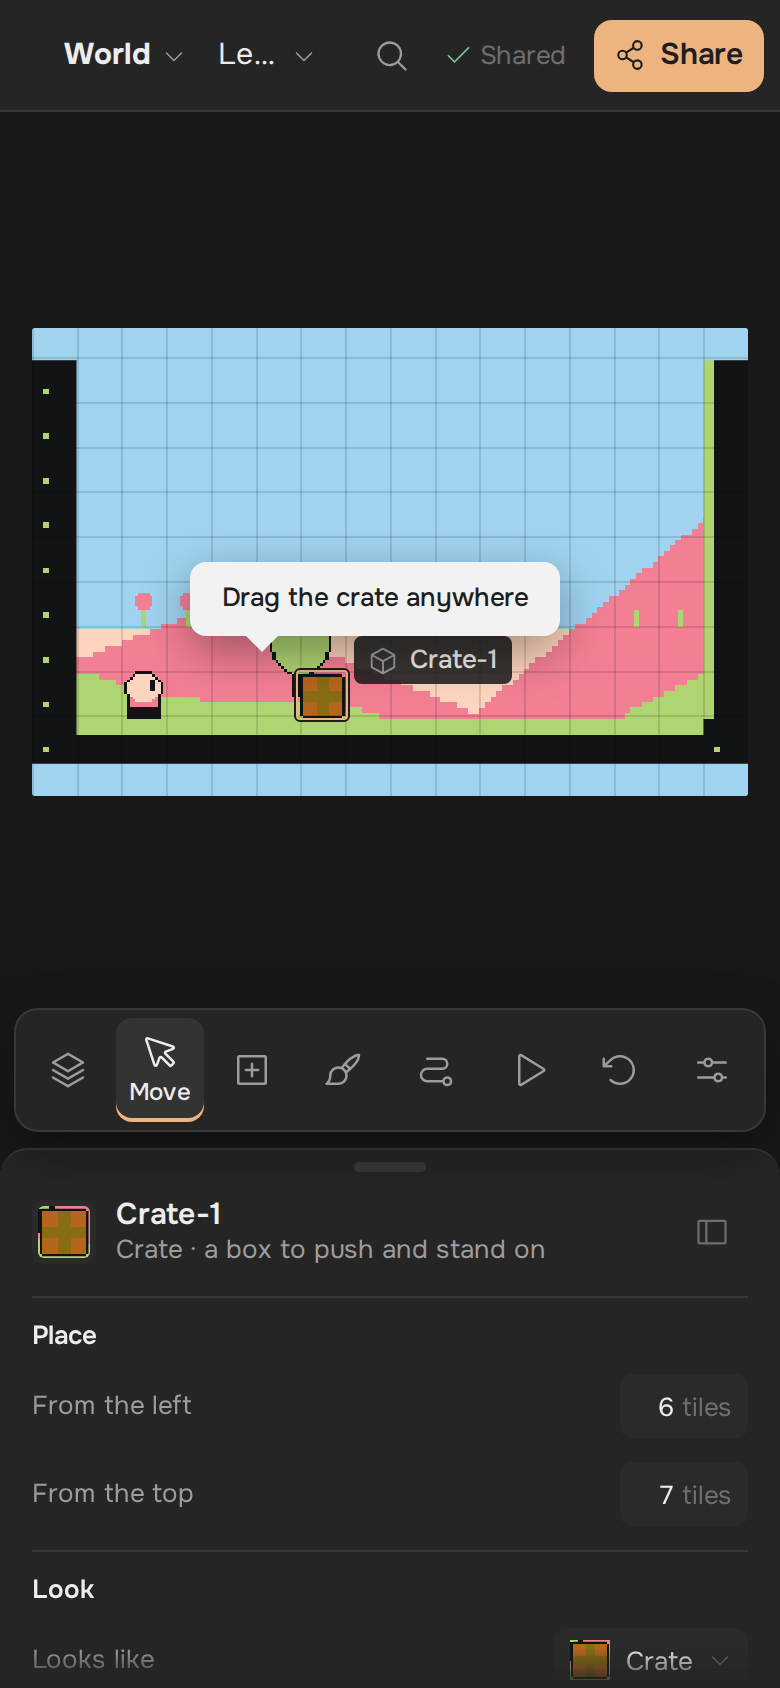 World
Le...
Shared
Share
Drag the crate anywhere
Crate-1
Move
Crate-1
Crate · a box to push and stand on
Place
From the left
6 tiles
From the top
7 tiles
Look
Looks like
Crate